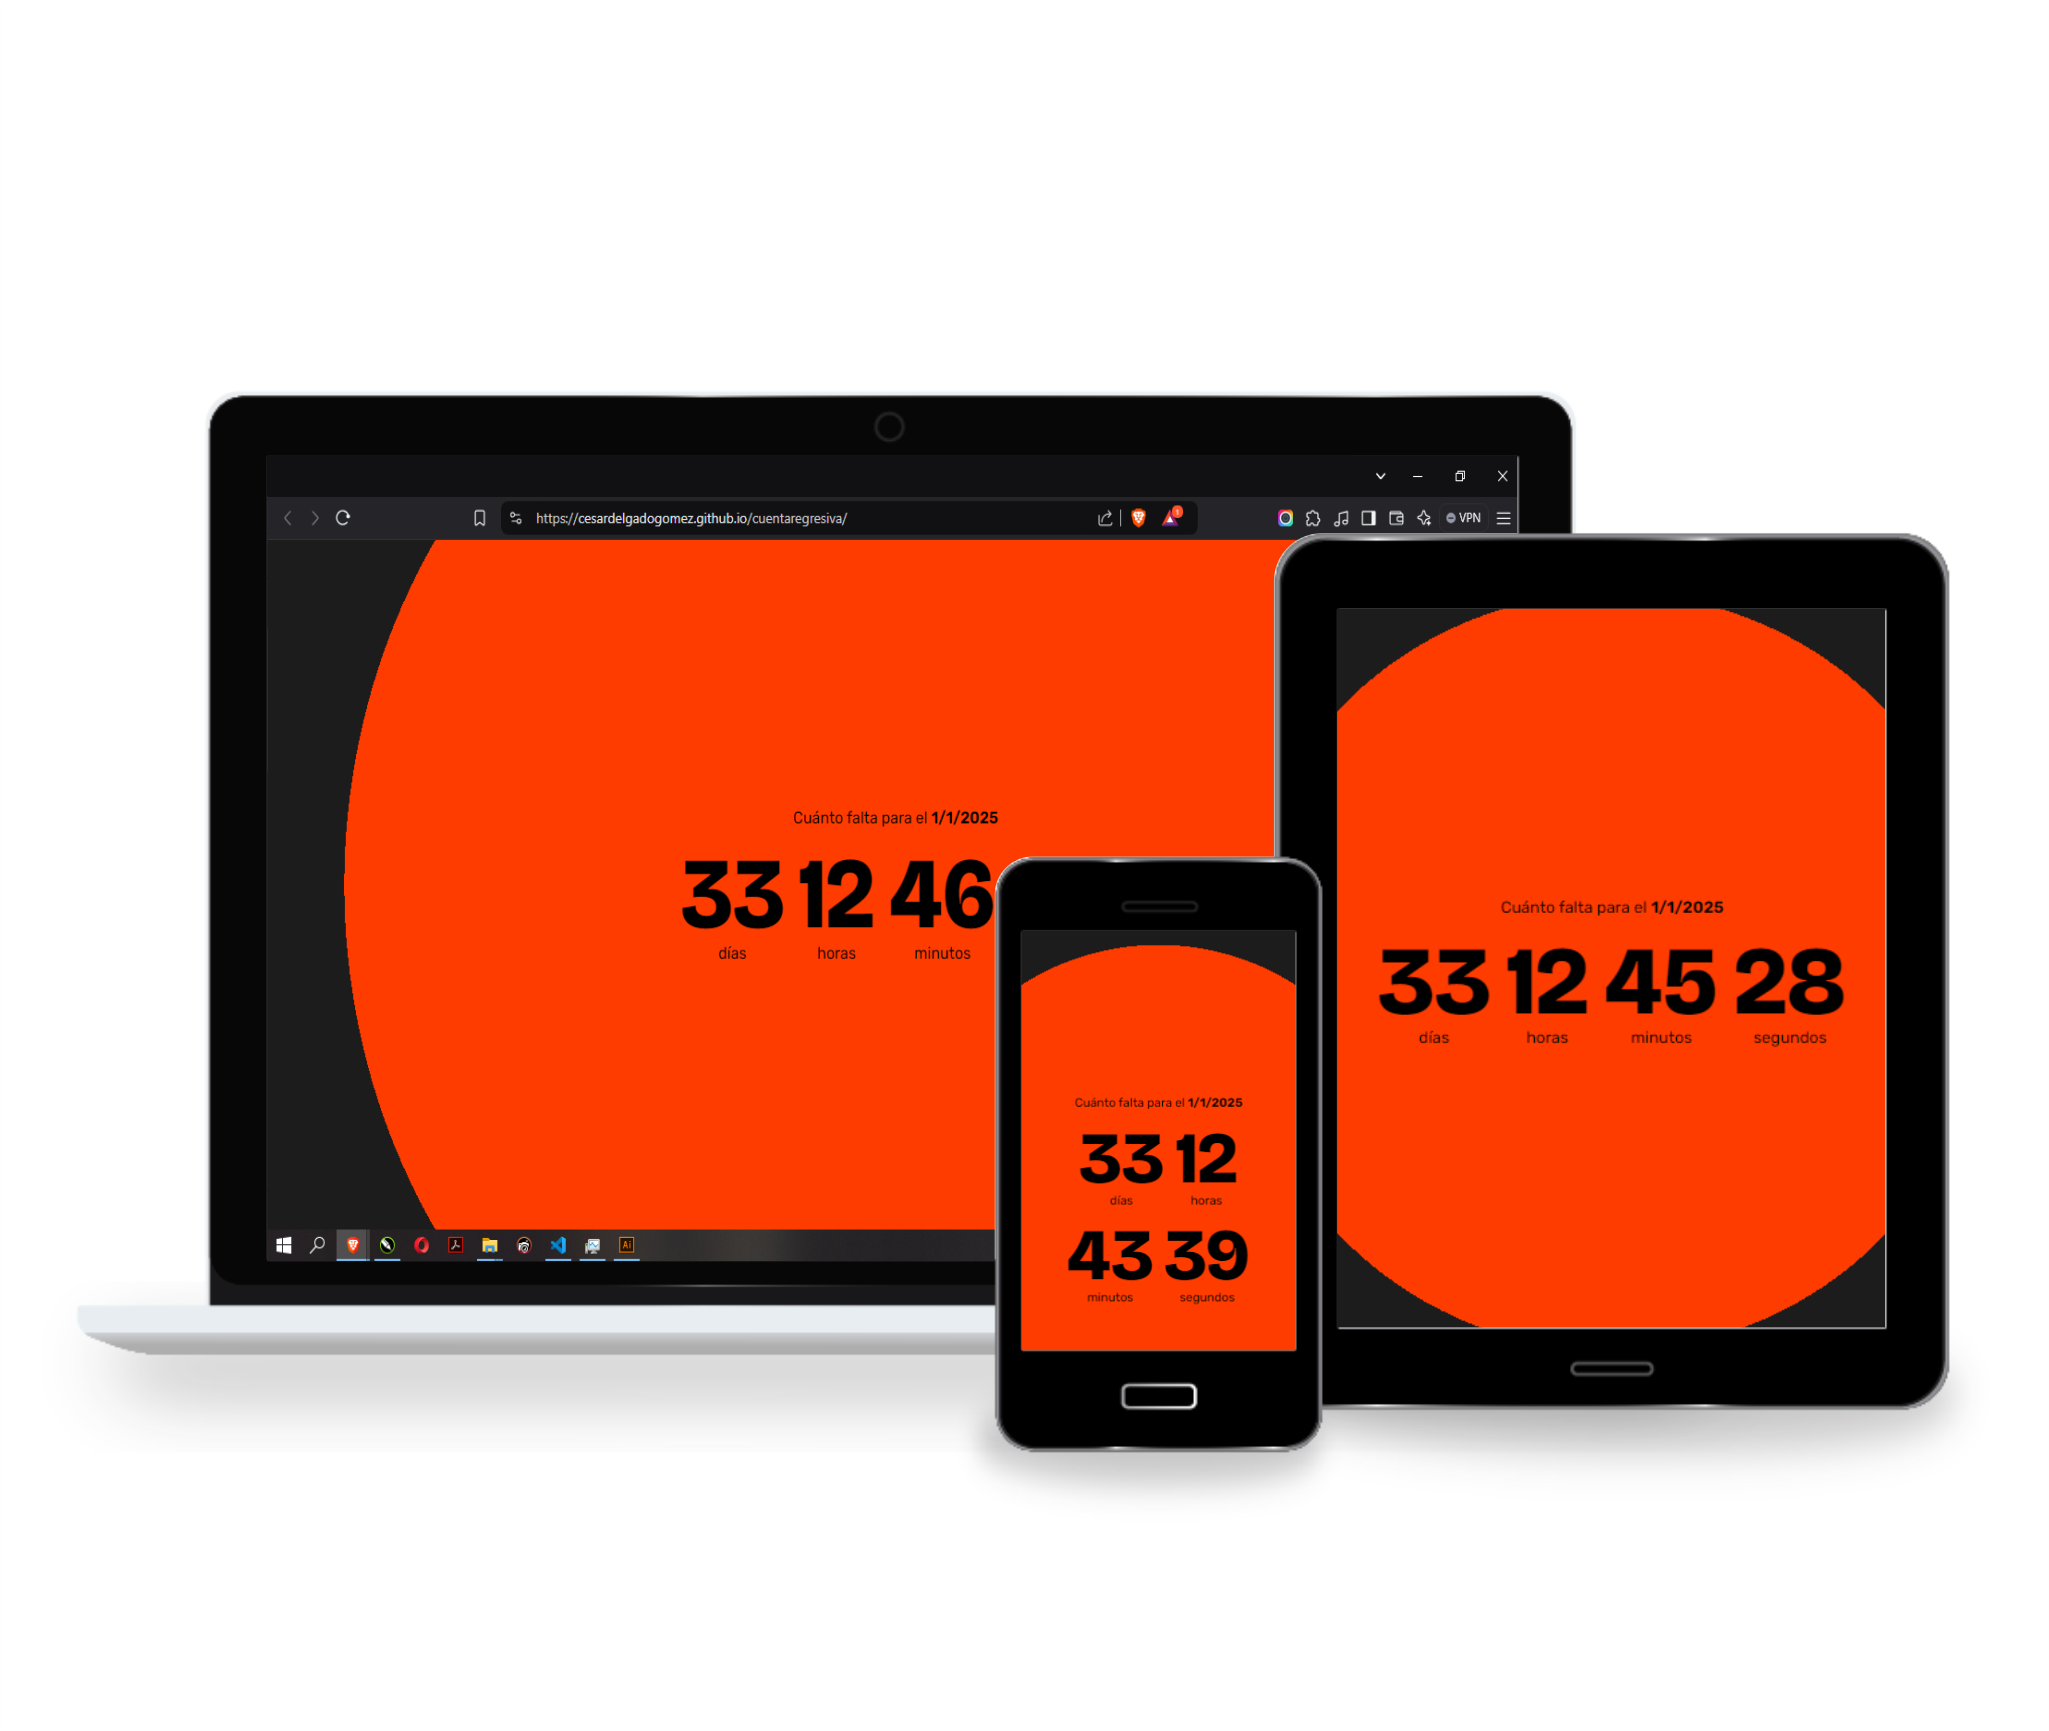 https://cesardelgadogomez.github.io/cuentaregresiva/
VPN
Cuánto falta para el 1/1/2025
33 12 46
días horas minutos
Ai
Cuánto falta para el 1/1/2025
33 12
días horas
43 39
minutos segundos
Cuánto falta para el 1/1/2025
33 12 45 28
días horas minutos segundos